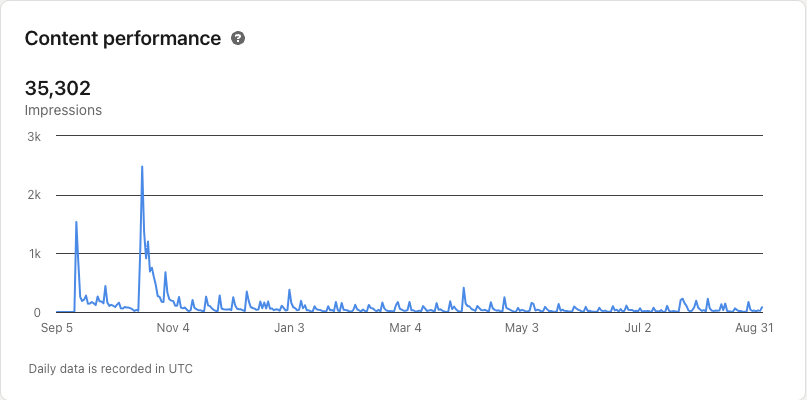 Content performance ?
35,302
Impressions
3k
2k
1k
0
Sep 5 Nov 4 Jan 3 Mar 4 May 3 Jul 2 Aug 31
Daily data is recorded in UTC